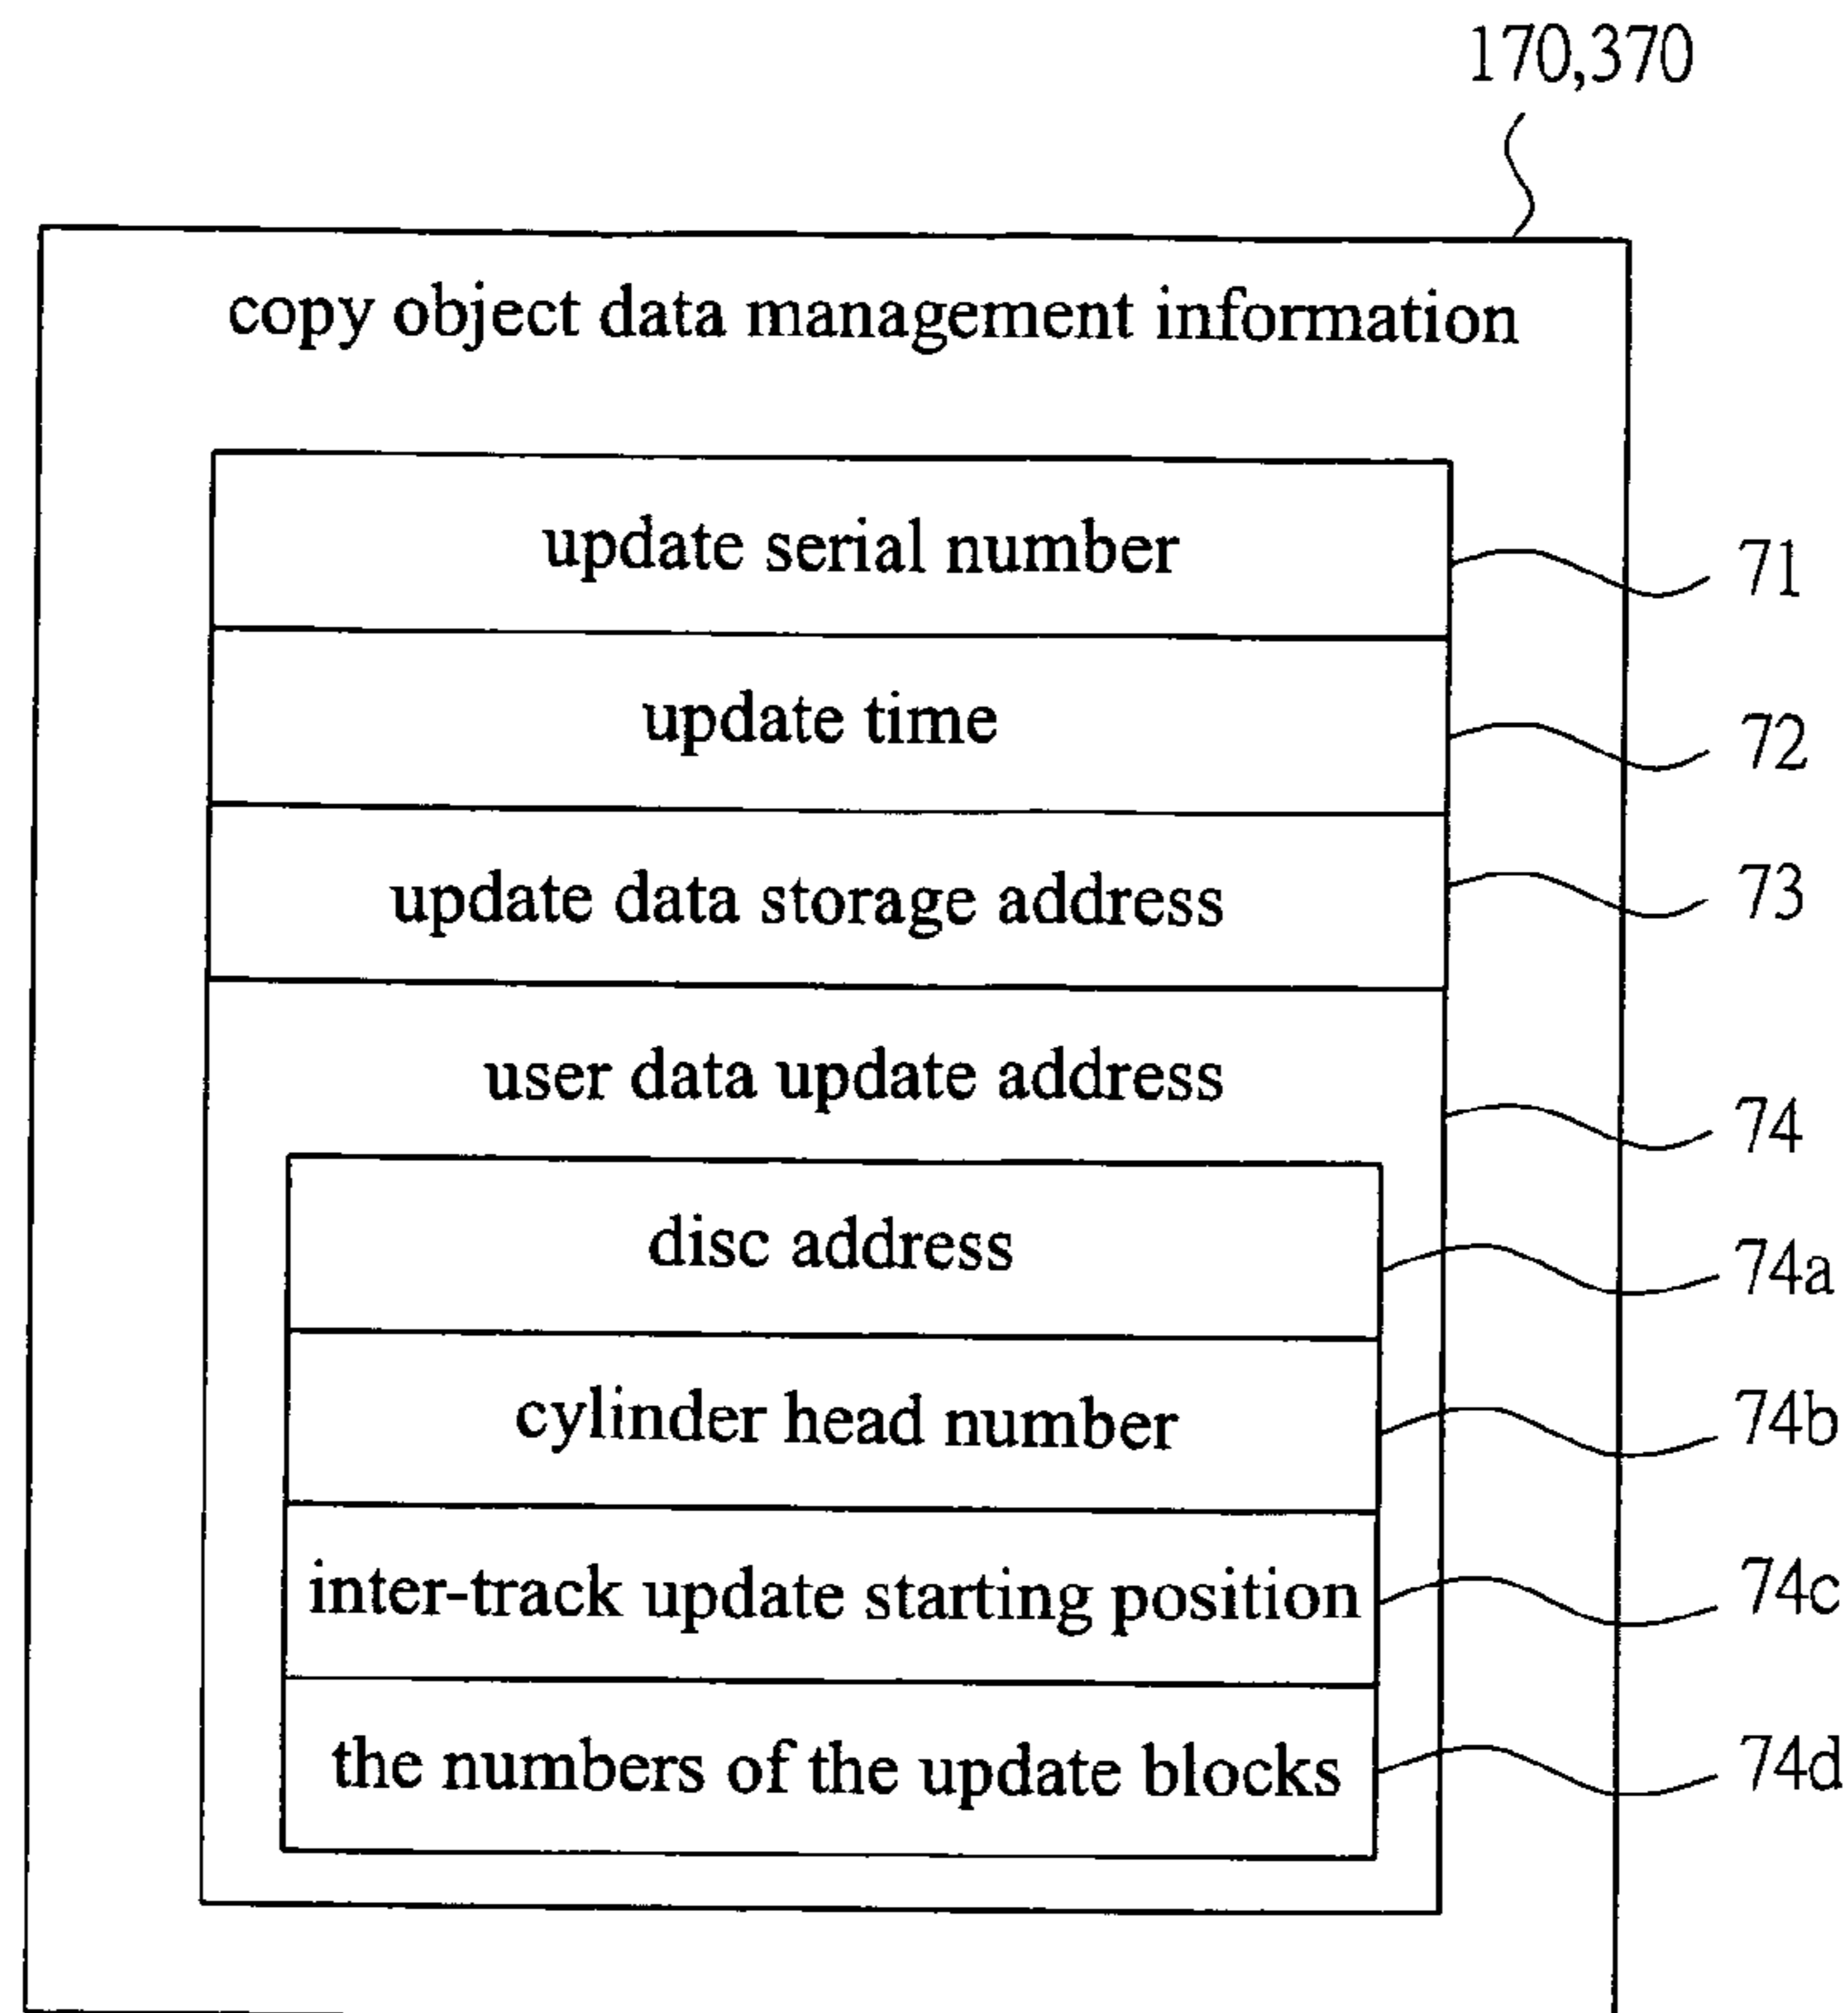 170,370
copy object data management information
update serial number
71
update time
72
update data storage address
73
user data update address
74
disc address
74a
cylinder head number
74b
inter-track update starting position
74c
the numbers of the update blocks
74d